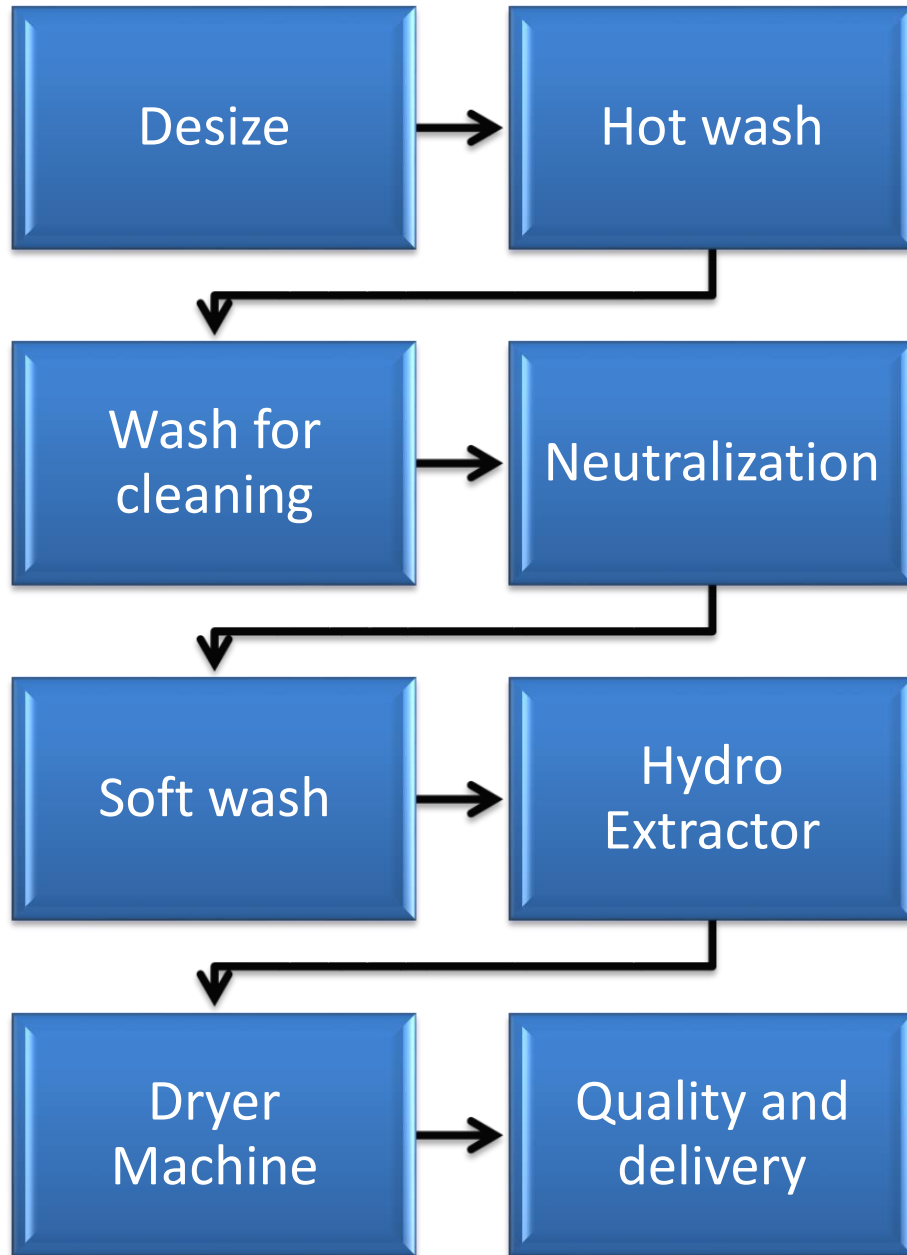 Desize
Hot wash
Wash for
cleaning
Neutralization
Soft wash
Hydro
Extractor
Dryer
Machine
Quality and
delivery